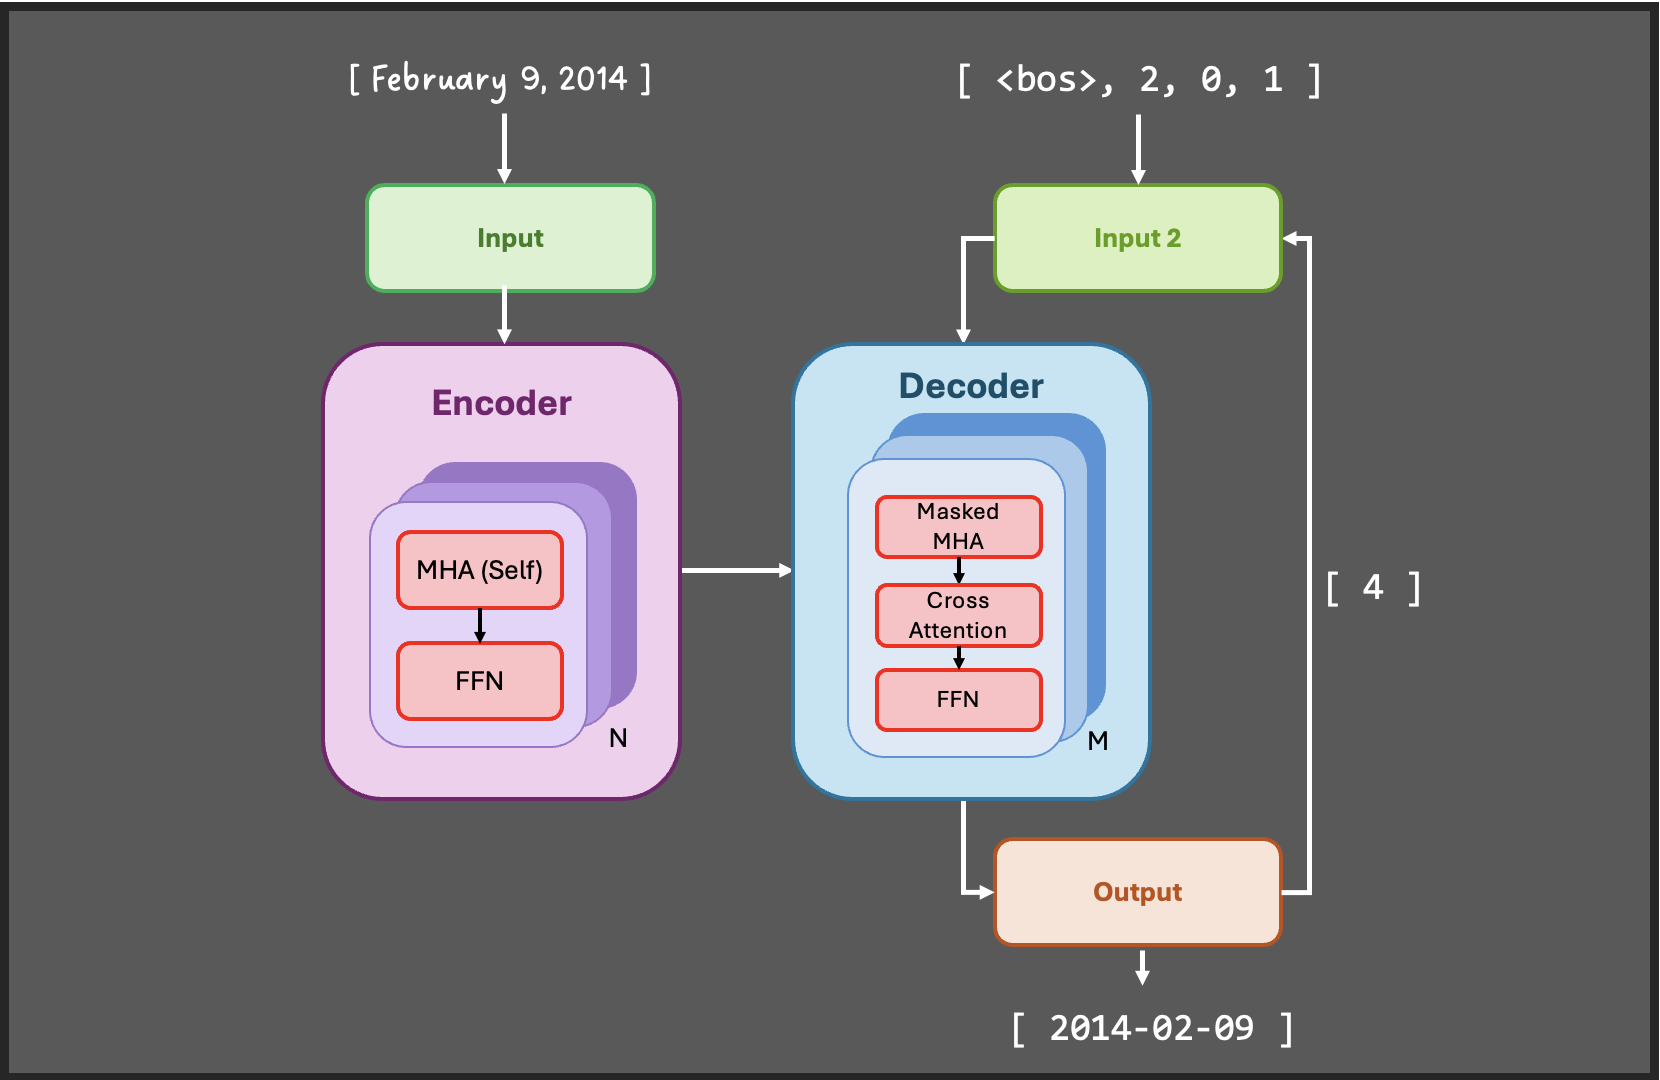 [ February 9, 2014 ]
[ <bos>, 2, 0, 1 ]
Input
Input 2
Encoder
MHA (Self)
FFN
N
Decoder
Masked
MHA
Cross
Attention
FFN
M
[ 4 ]
Output
[ 2014-02-09 ]